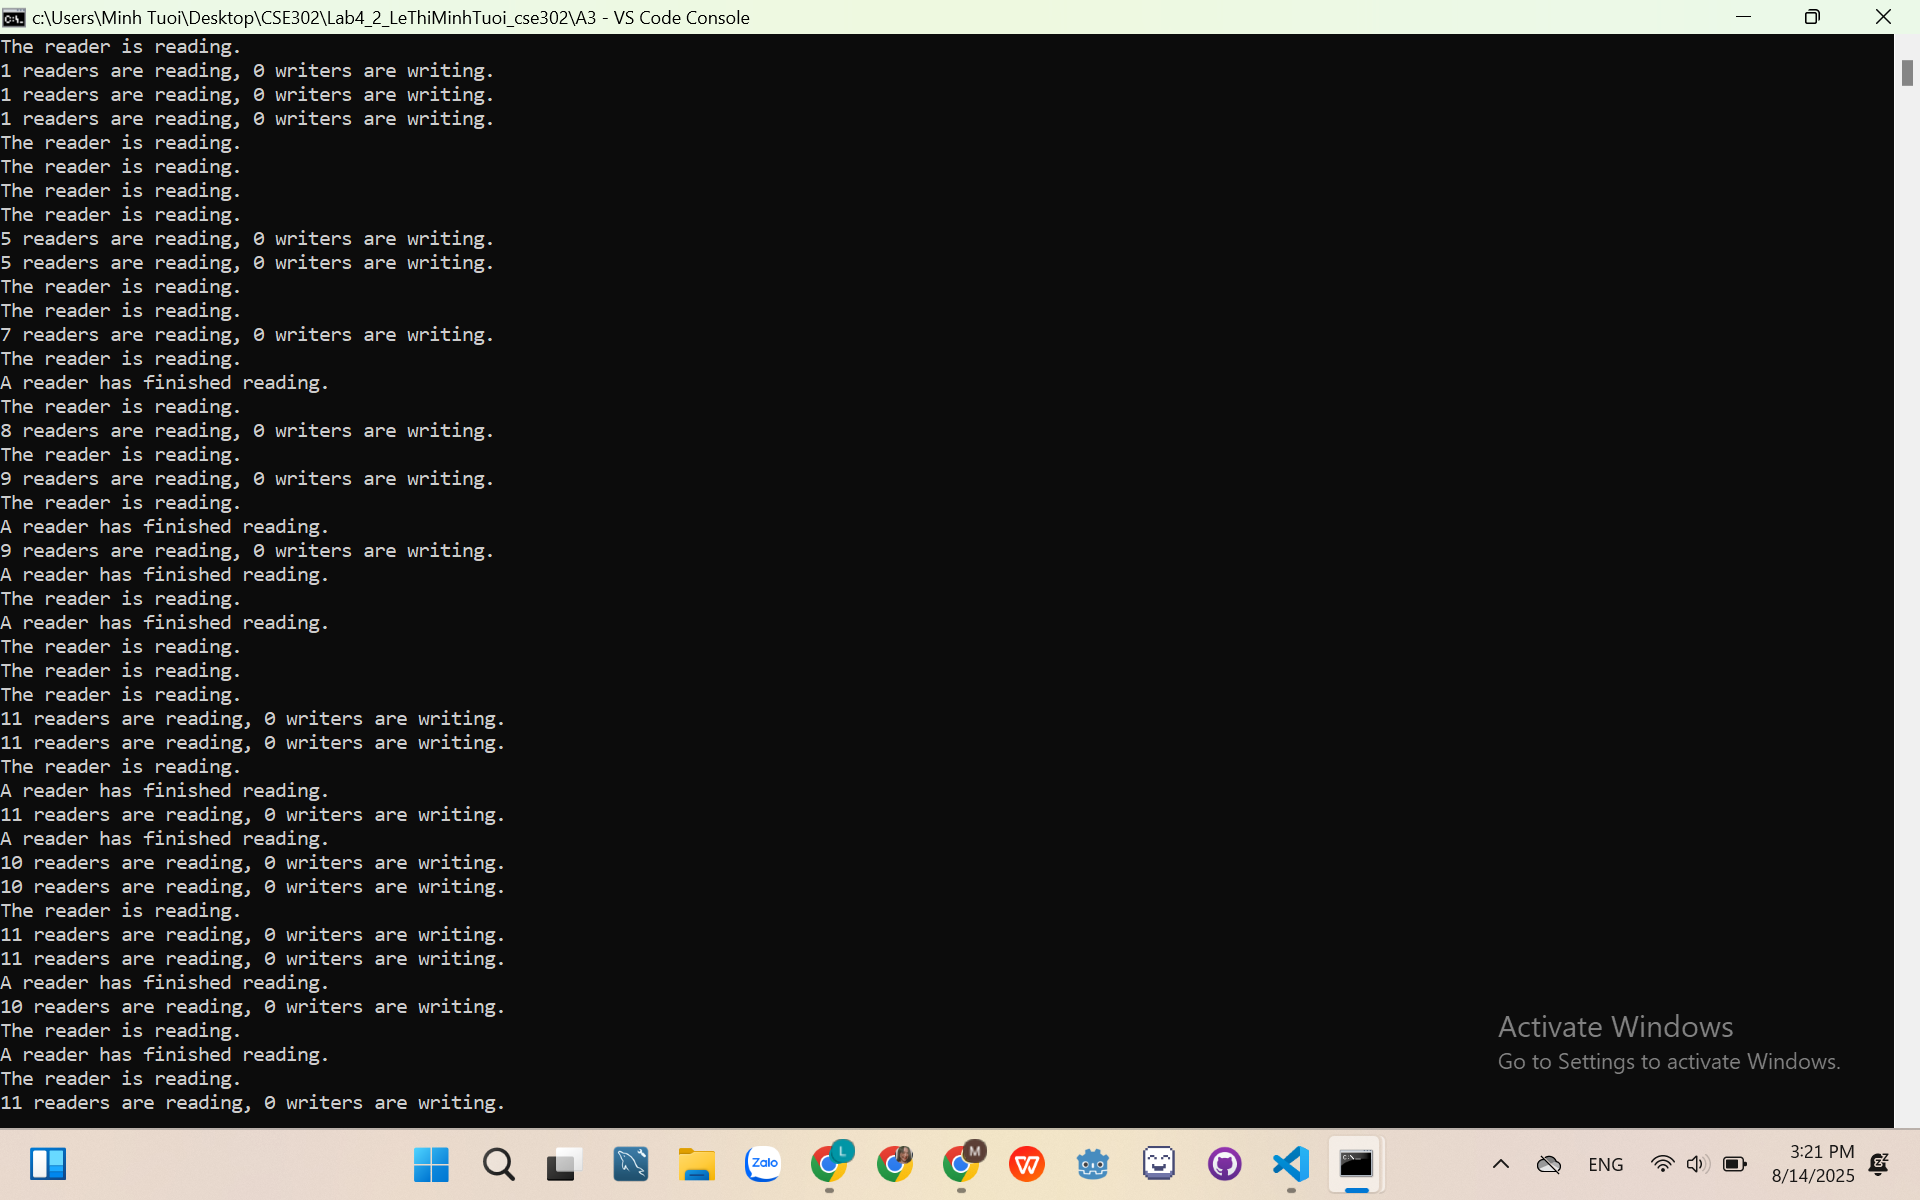 c:\Users\Minh Tuoi\Desktop\CSE302\Lab4_2_LeThiMinhTuoi_cse302\A3 - VS Code Console
The reader is reading.
1 readers are reading, 0 writers are writing.
1 readers are reading, 0 writers are writing.
1 readers are reading, 0 writers are writing.
The reader is reading.
The reader is reading.
The reader is reading.
The reader is reading.
5 readers are reading, 0 writers are writing.
5 readers are reading, 0 writers are writing.
The reader is reading.
The reader is reading.
7 readers are reading, 0 writers are writing.
The reader is reading.
A reader has finished reading.
The reader is reading.
8 readers are reading, 0 writers are writing.
The reader is reading.
9 readers are reading, 0 writers are writing.
The reader is reading.
A reader has finished reading.
9 readers are reading, 0 writers are writing.
A reader has finished reading.
The reader is reading.
A reader has finished reading.
The reader is reading.
The reader is reading.
The reader is reading.
11 readers are reading, 0 writers are writing.
11 readers are reading, 0 writers are writing.
The reader is reading.
A reader has finished reading.
11 readers are reading, 0 writers are writing.
A reader has finished reading.
10 readers are reading, 0 writers are writing.
10 readers are reading, 0 writers are writing.
The reader is reading.
11 readers are reading, 0 writers are writing.
11 readers are reading, 0 writers are writing.
A reader has finished reading.
10 readers are reading, 0 writers are writing.
The reader is reading.
A reader has finished reading.
The reader is reading.
11 readers are reading, 0 writers are writing.
Activate Windows
Go to Settings to activate Windows.
Zalo
L
M
W
ENG
3:21 PM
8/14/2025